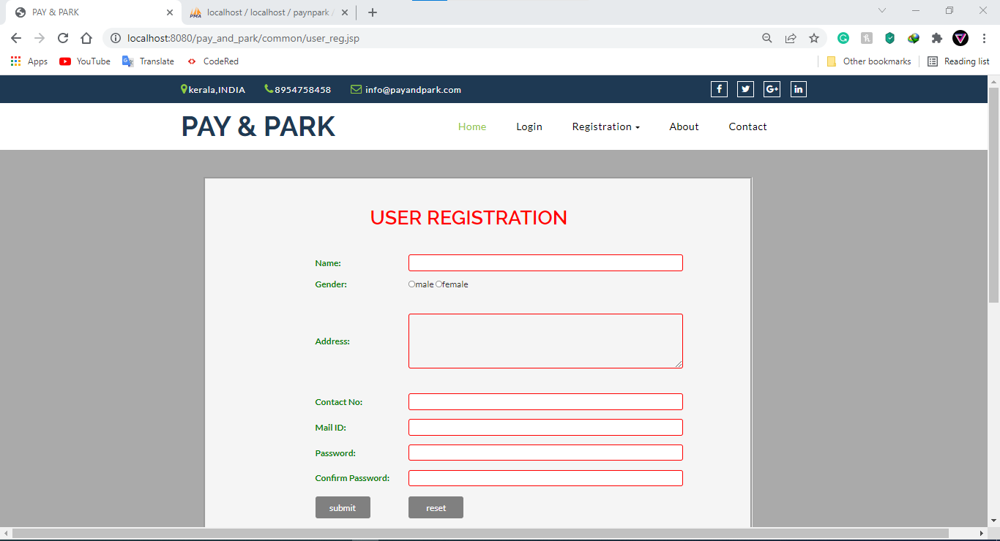 PAY & PARK
localhost / localhost / paynpark /
localhost:8080/pay_and_park/common/user_reg.jsp
Apps YouTube Translate CodeRed Other bookmarks Reading list
kerala,INDIA 8954758458 info@payandpark.com
PAY & PARK Home Login Registration About Contact
USER REGISTRATION
Name:
Gender: male female
Address:
Contact No:
Mail ID:
Password:
Confirm Password:
submit reset